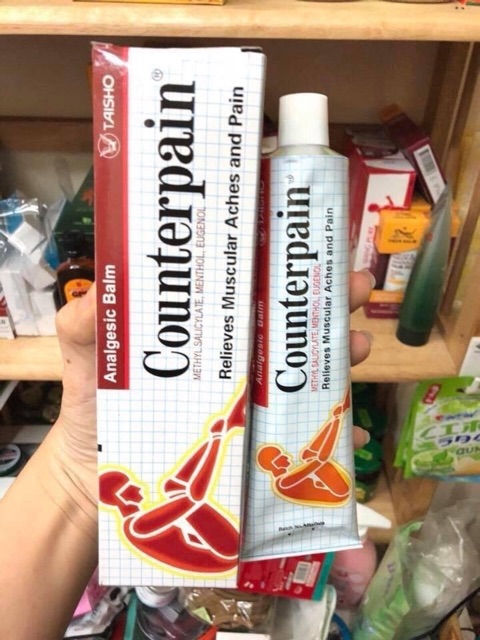 TAISHO
Analgesic Balm
Counterpain®
METHYL SALICYLATE, MENTHOL, EUGENOL
Relieves Muscular Aches and Pain
Analgesic Balm
Counterpain®
METHYL SALICYLATE, MENTHOL, EUGENOL
Relieves Muscular Aches and Pain